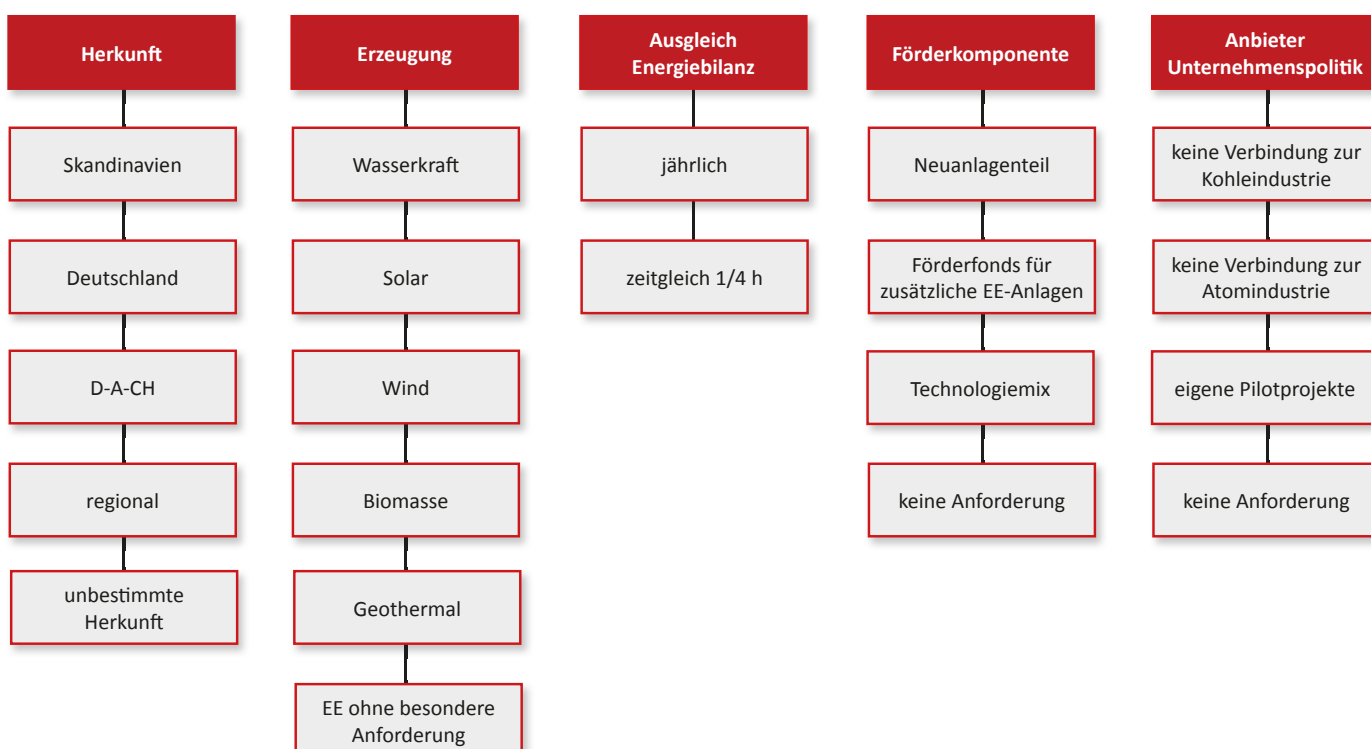 Herkunft
Skandinavien
Deutschland
D-A-CH
regional
unbestimmte
Herkunft
Erzeugung
Wasserkraft
Solar
Wind
Biomasse
Geothermal
EE ohne besondere
Anforderung
Ausgleich
Energiebilanz
jährlich
zeitgleich 1/4 h
Förderkomponente
Neuanlagenteil
Förderfonds für
zusätzliche EE-Anlagen
Technologiemix
keine Anforderung
Anbieter
Unternehmenspolitik
keine Verbindung zur
Kohleindustrie
keine Verbindung zur
Atomindustrie
eigene Pilotprojekte
keine Anforderung